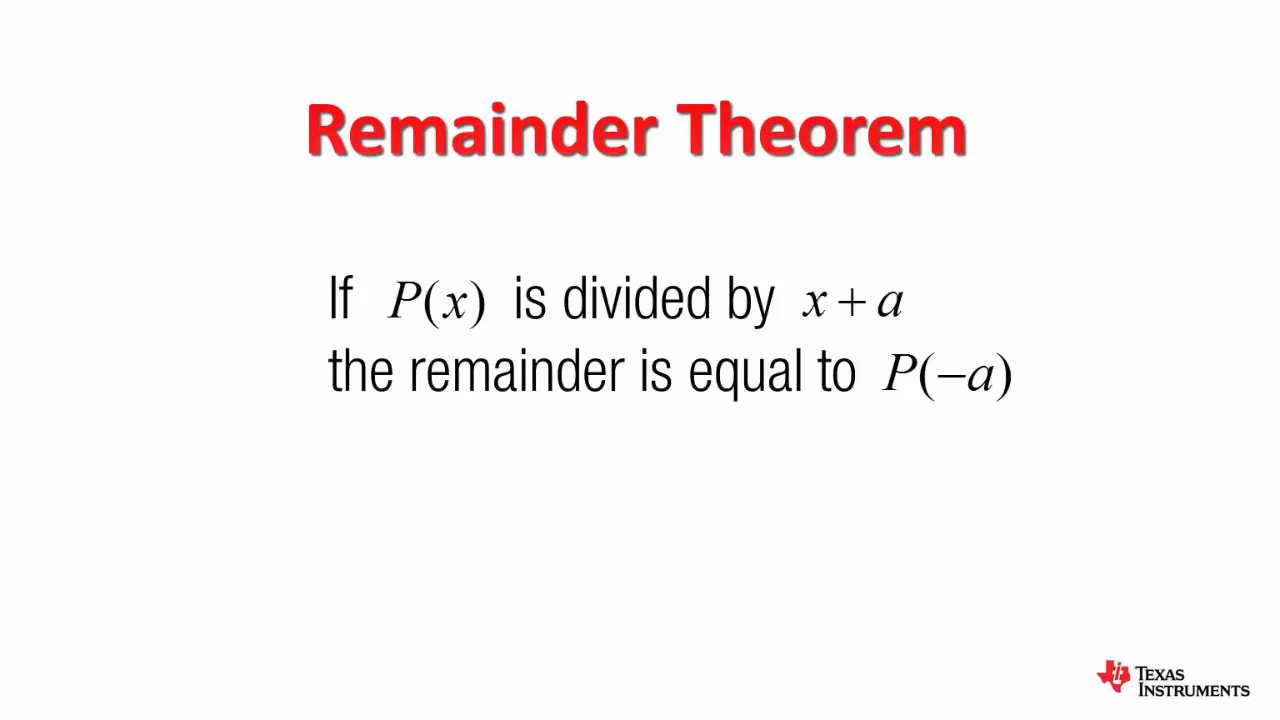 Remainder Theorem
If P(x) is divided by x + a
the remainder is equal to P(−a)
TEXAS
INSTRUMENTS